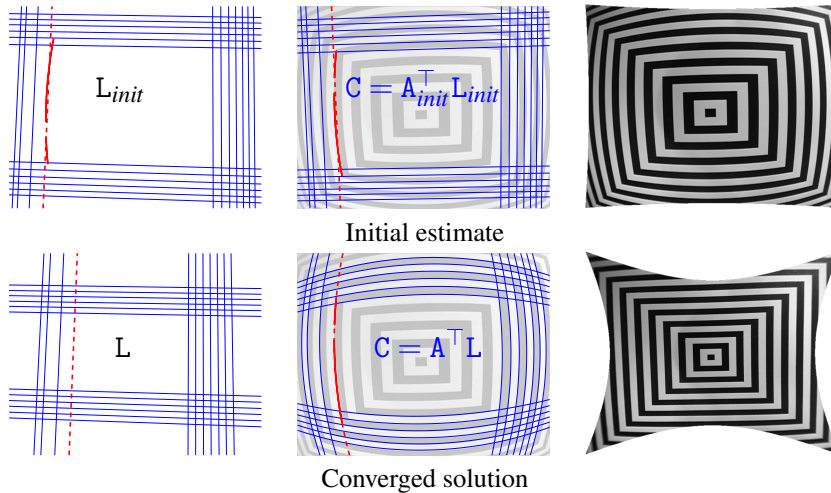 L_init
C = A_init^⊤ L_init
Initial estimate
L
C = A^⊤ L
Converged solution